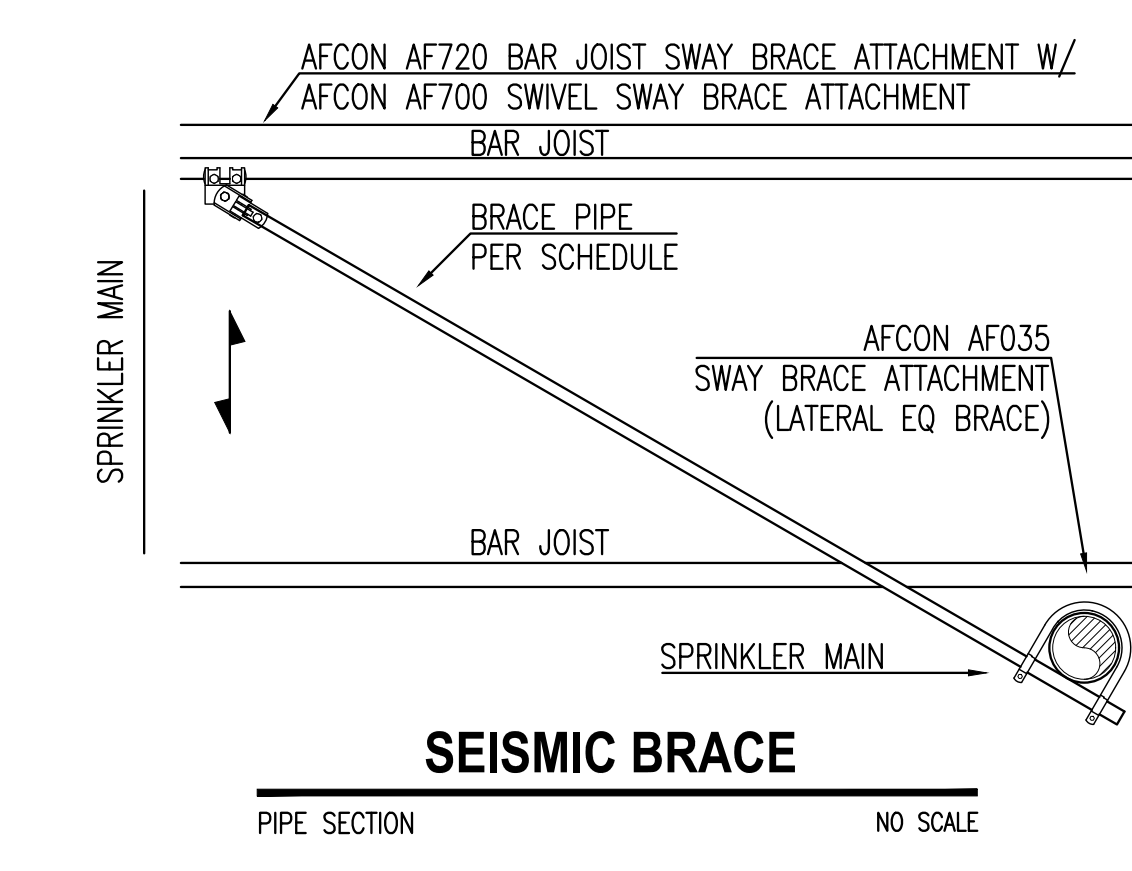 AFCON AF720 BAR JOIST SWAY BRACE ATTACHMENT W/
AFCON AF700 SWIVEL SWAY BRACE ATTACHMENT
BAR JOIST
BRACE PIPE
PER SCHEDULE
SPRINKLER MAIN
AFCON AF035
SWAY BRACE ATTACHMENT
(LATERAL EQ BRACE)
BAR JOIST
SPRINKLER MAIN
SEISMIC BRACE
PIPE SECTION
NO SCALE